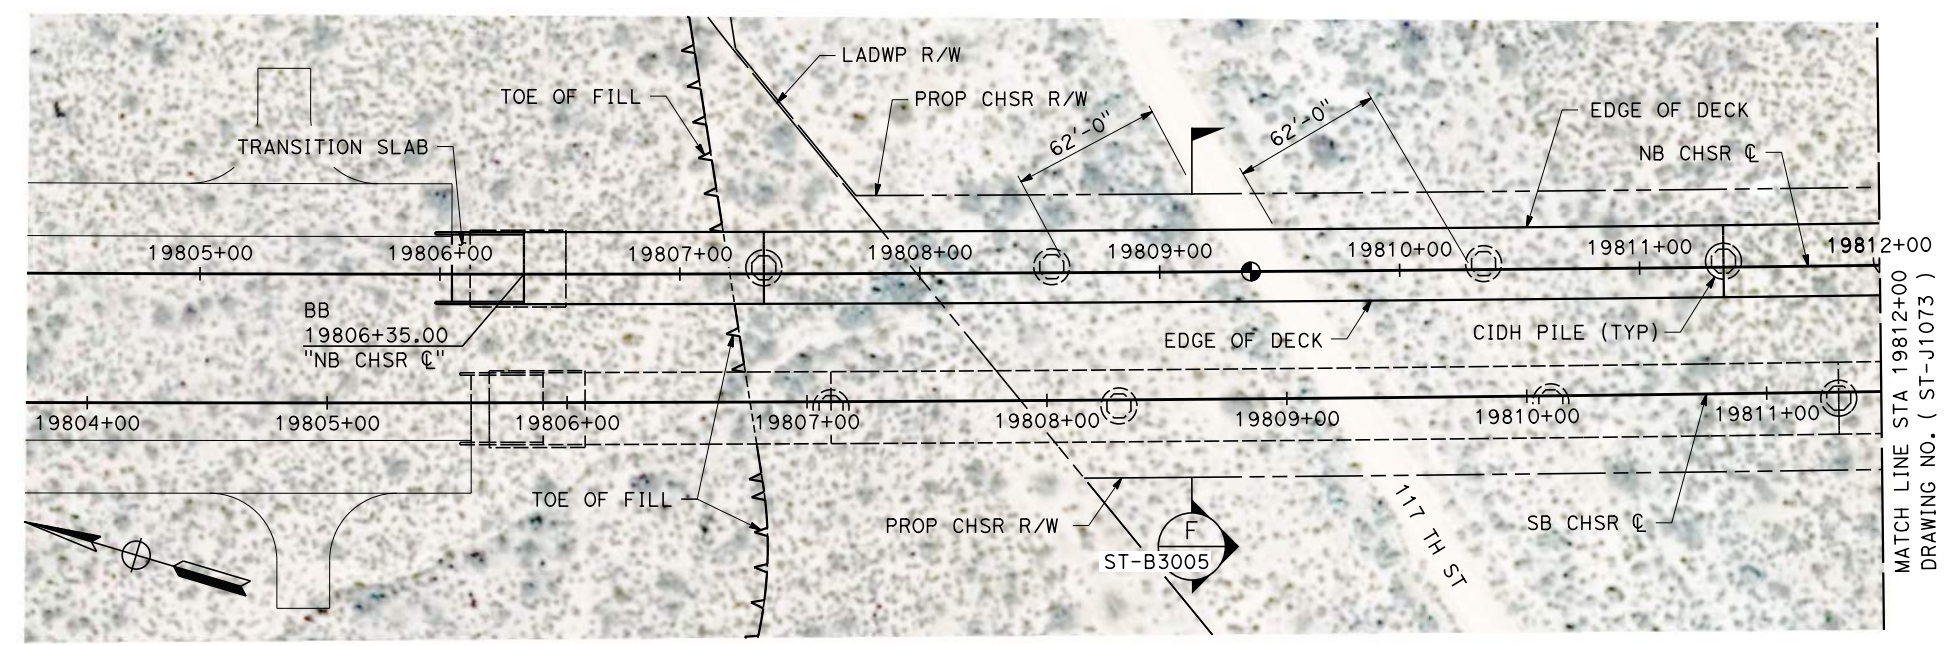 LADWP R/W
TOE OF FILL
PROP CHSR R/W
62'-0"
62'-0"
EDGE OF DECK
TRANSITION SLAB
NB CHSR ℄
19805+00
19806+00
19807+00
19808+00
19809+00
19810+00
19811+00
19812+00
BB
19806+35.00
"NB CHSR ℄"
EDGE OF DECK
CIDH PILE (TYP)
19804+00
19805+00
19806+00
19807+00
19808+00
19809+00
19810+00
19811+00
TOE OF FILL
PROP CHSR R/W
F
ST-B3005
117 TH ST
SB CHSR ℄
MATCH LINE STA 19812+00
DRAWING NO. ( ST-J1073 )